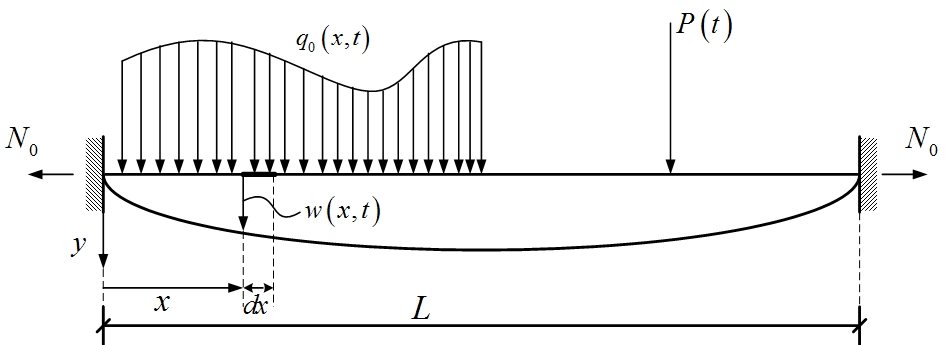 q₀(x,t)
P(t)
N₀
N₀
w(x,t)
y
x
dx
L